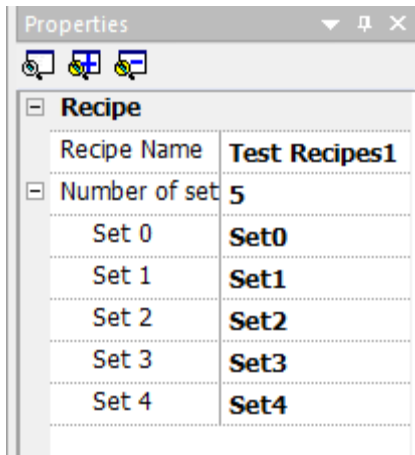 Properties
Recipe
Recipe Name Test Recipes1
Number of set 5
Set 0 Set0
Set 1 Set1
Set 2 Set2
Set 3 Set3
Set 4 Set4